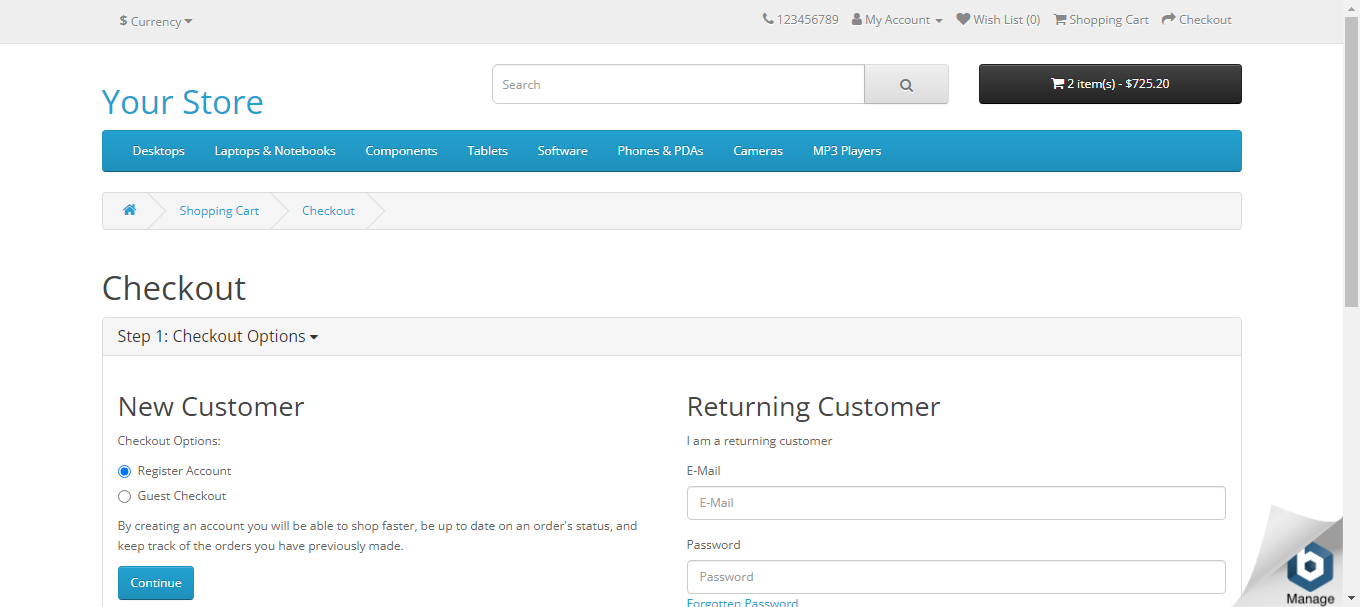 $ Currency 123456789 My Account Wish List (0) Shopping Cart Checkout
Your Store
Search
2 item(s) - $725.20
Desktops Laptops & Notebooks Components Tablets Software Phones & PDAs Cameras MP3 Players
Shopping Cart Checkout
Checkout
Step 1: Checkout Options
New Customer
Checkout Options:
Register Account
Guest Checkout
By creating an account you will be able to shop faster, be up to date on an order's status, and
keep track of the orders you have previously made.
Continue
Returning Customer
I am a returning customer
E-Mail
E-Mail
Password
Password
Forgotten Password
b
Manage